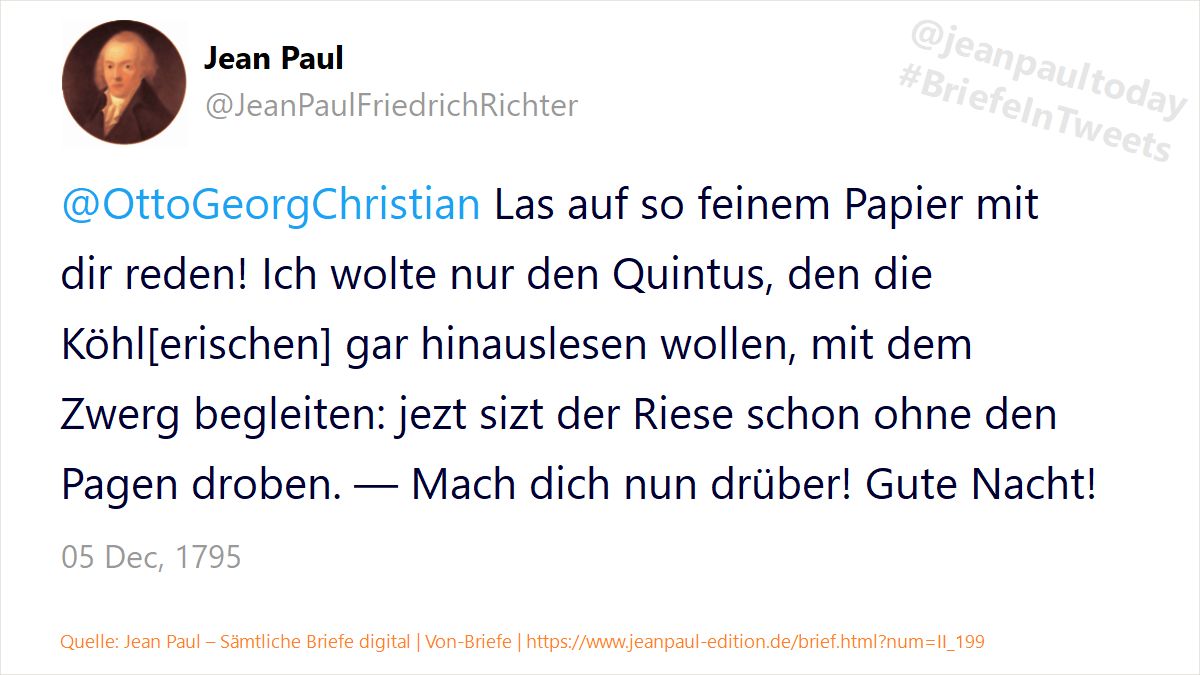 Jean Paul
@JeanPaulFriedrichRichter
@jeanpaultoday
#BriefeInTweets
@OttoGeorgChristian Las auf so feinem Papier mit
dir reden! Ich wolte nur den Quintus, den die
Köhl[erischen] gar hinauslesen wollen, mit dem
Zwerg begleiten: jezt sizt der Riese schon ohne den
Pagen droben. — Mach dich nun drüber! Gute Nacht!
05 Dec, 1795
Quelle: Jean Paul – Sämtliche Briefe digital | Von-Briefe | https://www.jeanpaul-edition.de/brief.html?num=II_199